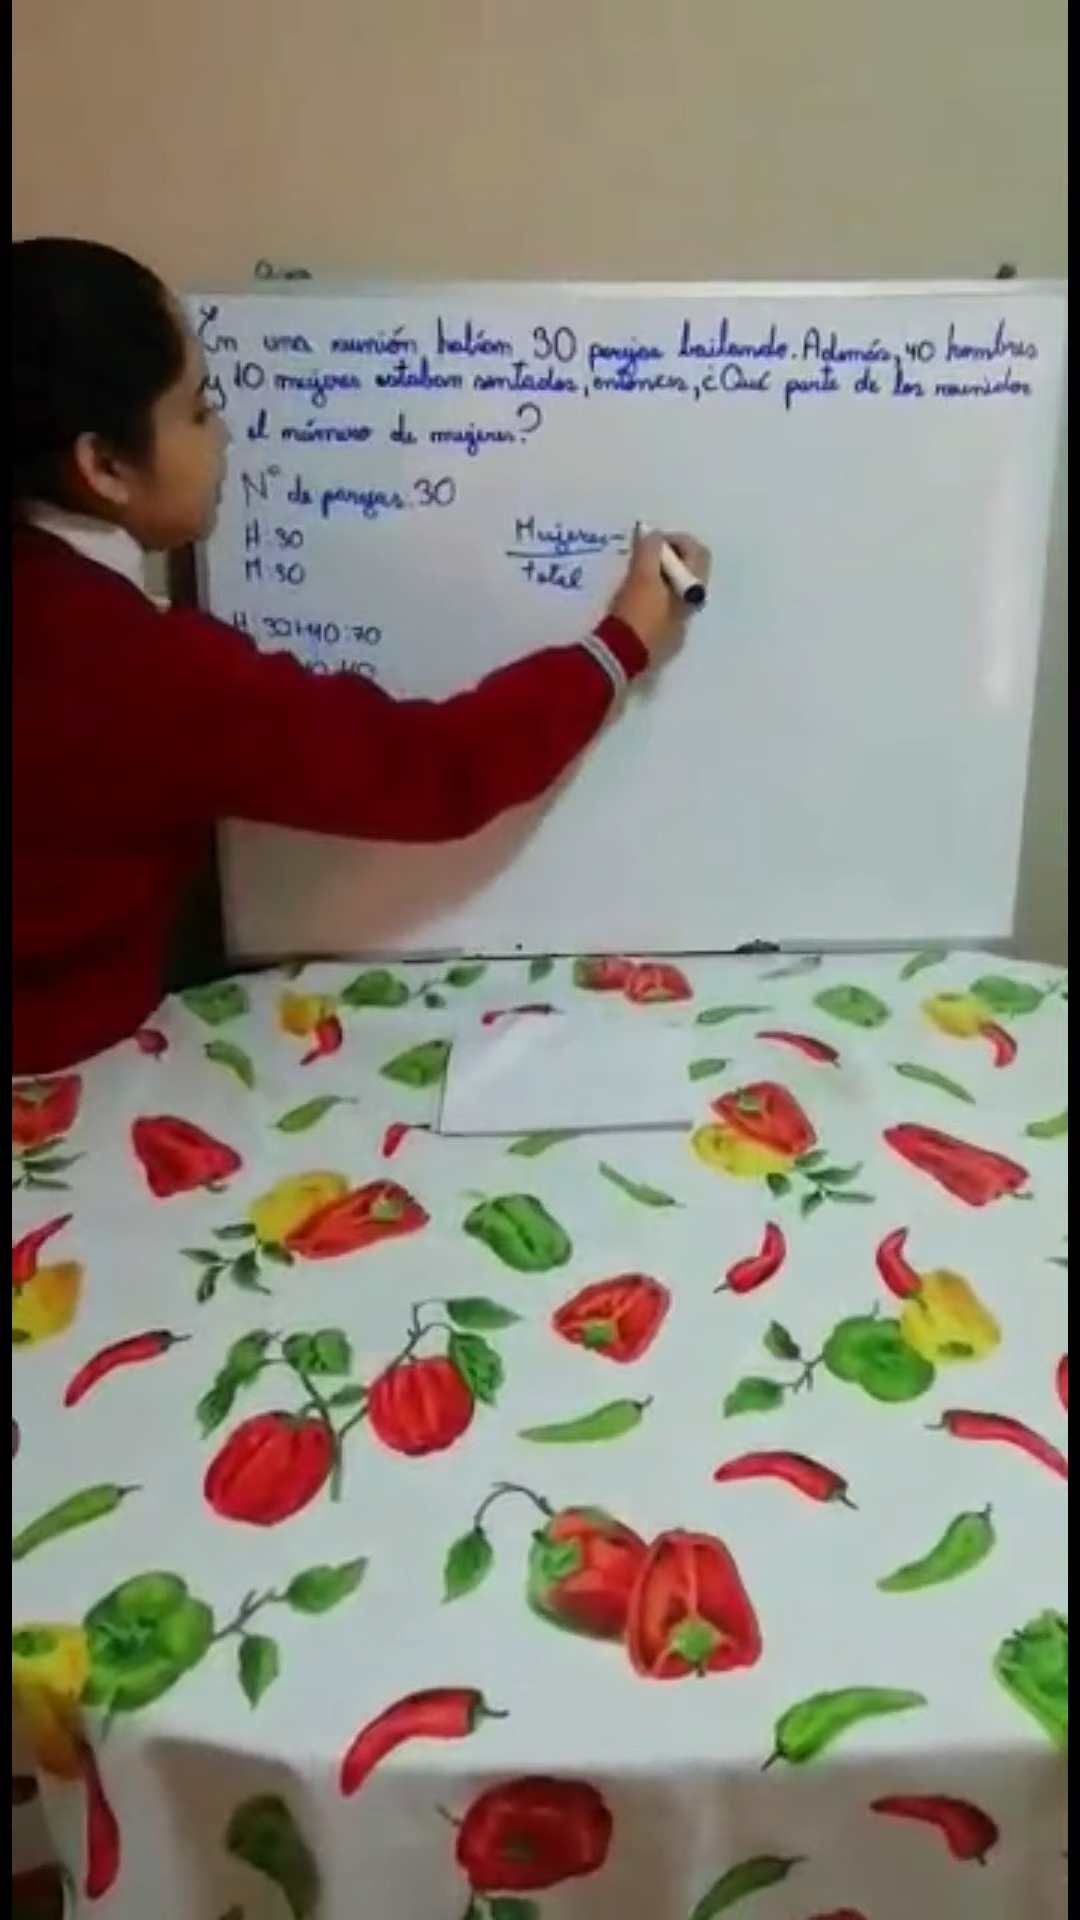 En una reunión habían 30 parejas bailando. Además, 40 hombres
y 10 mujeres estaban sentados, entonces, ¿Qué parte de los reunidos
el número de mujeres?
N° de parejas: 30
H: 30
M: 30
Mujeres =
total
H: 30+40:70